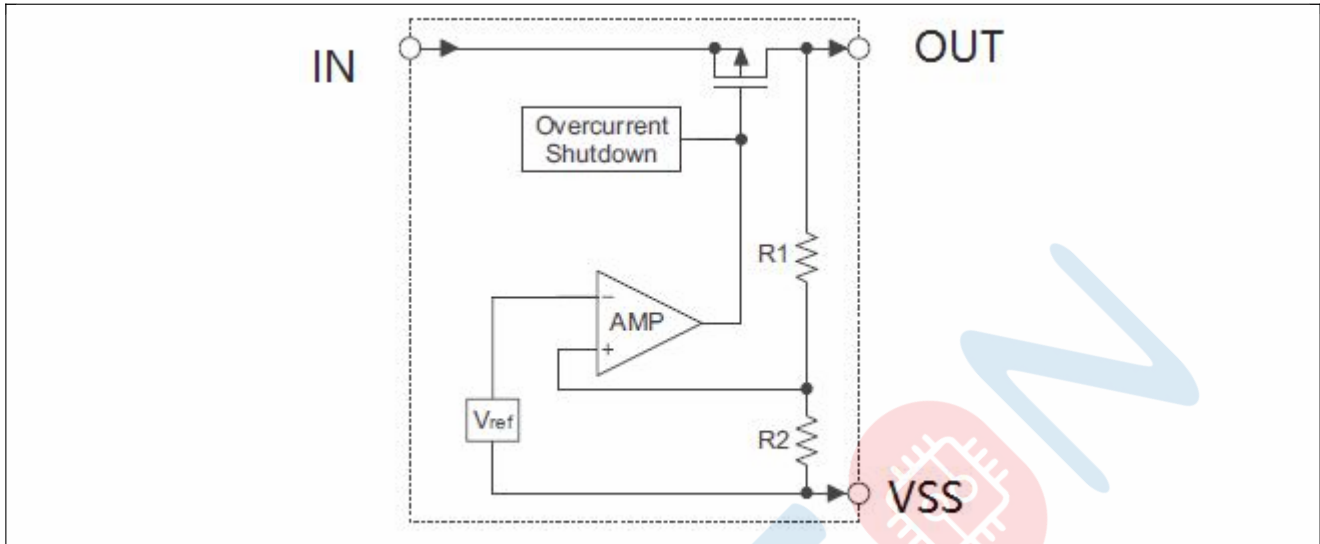 IN
OUT
Overcurrent
Shutdown
R1
−
AMP
+
Vref
R2
VSS
N